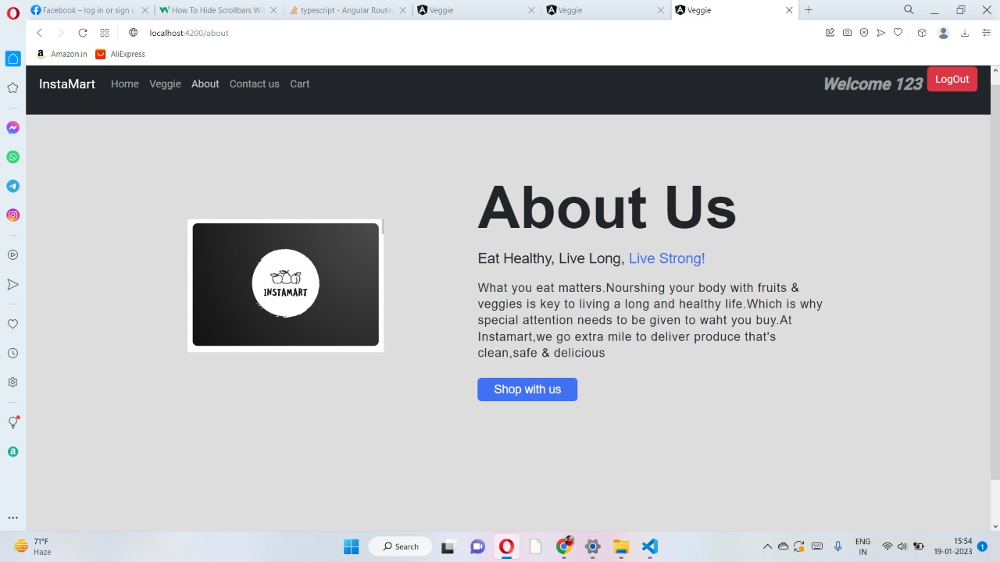 Facebook – log in or sign u
How To Hide Scrollbars Wi
typescript - Angular Routin
Veggie
Veggie
Veggie
localhost:4200/about
Amazon.in
AliExpress
InstaMart
Home
Veggie
About
Contact us
Cart
Welcome 123
LogOut
INSTAMART
About Us
Eat Healthy, Live Long, Live Strong!
What you eat matters.Nourshing your body with fruits &
veggies is key to living a long and healthy life.Which is why
special attention needs to be given to waht you buy.At
Instamart,we go extra mile to deliver produce that's
clean,safe & delicious
Shop with us
71°F
Haze
Search
ENG
IN
15:54
19-01-2023
1